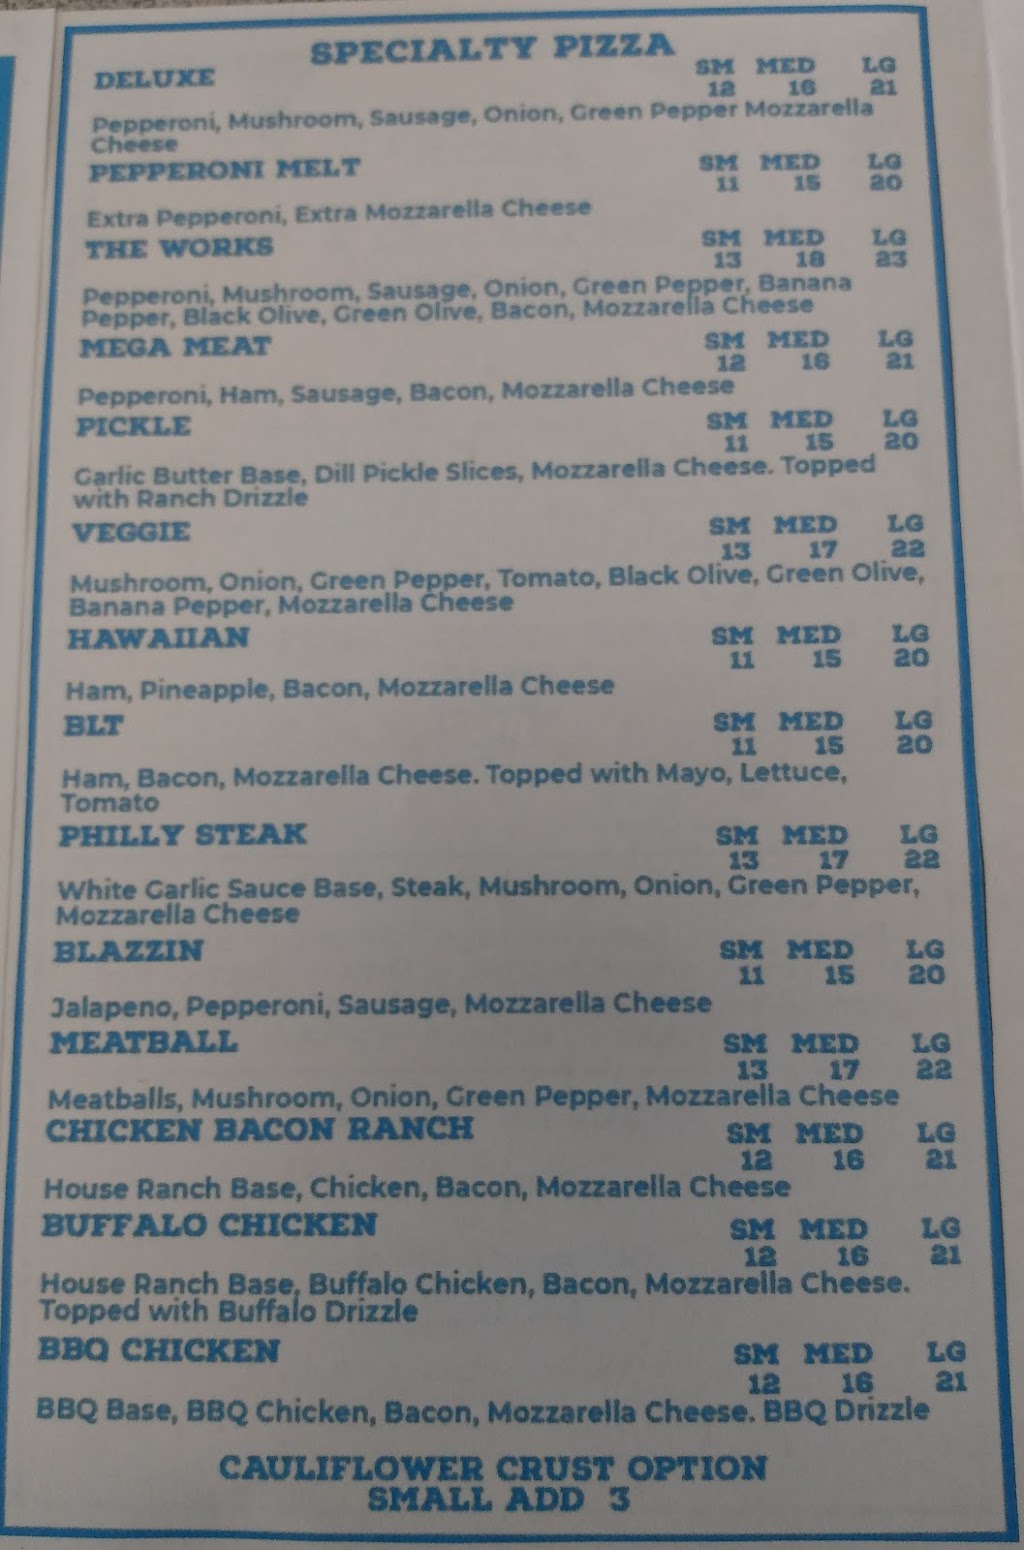 SPECIALTY PIZZA
DELUXE SM MED LG
12 16 21
Pepperoni, Mushroom, Sausage, Onion, Green Pepper Mozzarella
Cheese
PEPPERONI MELT SM MED LG
11 15 20
Extra Pepperoni, Extra Mozzarella Cheese
THE WORKS SM MED LG
13 18 23
Pepperoni, Mushroom, Sausage, Onion, Green Pepper, Banana
Pepper, Black Olive, Green Olive, Bacon, Mozzarella Cheese
MEGA MEAT SM MED LG
12 16 21
Pepperoni, Ham, Sausage, Bacon, Mozzarella Cheese
PICKLE SM MED LG
11 15 20
Garlic Butter Base, Dill Pickle Slices, Mozzarella Cheese. Topped
with Ranch Drizzle
VEGGIE SM MED LG
13 17 22
Mushroom, Onion, Green Pepper, Tomato, Black Olive, Green Olive,
Banana Pepper, Mozzarella Cheese
HAWAIIAN SM MED LG
11 15 20
Ham, Pineapple, Bacon, Mozzarella Cheese
BLT SM MED LG
11 15 20
Ham, Bacon, Mozzarella Cheese. Topped with Mayo, Lettuce,
Tomato
PHILLY STEAK SM MED LG
13 17 22
White Garlic Sauce Base, Steak, Mushroom, Onion, Green Pepper,
Mozzarella Cheese
BLAZZIN SM MED LG
11 15 20
Jalapeno, Pepperoni, Sausage, Mozzarella Cheese
MEATBALL SM MED LG
13 17 22
Meatballs, Mushroom, Onion, Green Pepper, Mozzarella Cheese
CHICKEN BACON RANCH SM MED LG
12 16 21
House Ranch Base, Chicken, Bacon, Mozzarella Cheese
BUFFALO CHICKEN SM MED LG
12 16 21
House Ranch Base, Buffalo Chicken, Bacon, Mozzarella Cheese.
Topped with Buffalo Drizzle
BBQ CHICKEN SM MED LG
12 16 21
BBQ Base, BBQ Chicken, Bacon, Mozzarella Cheese. BBQ Drizzle
CAULIFLOWER CRUST OPTION
SMALL ADD 3